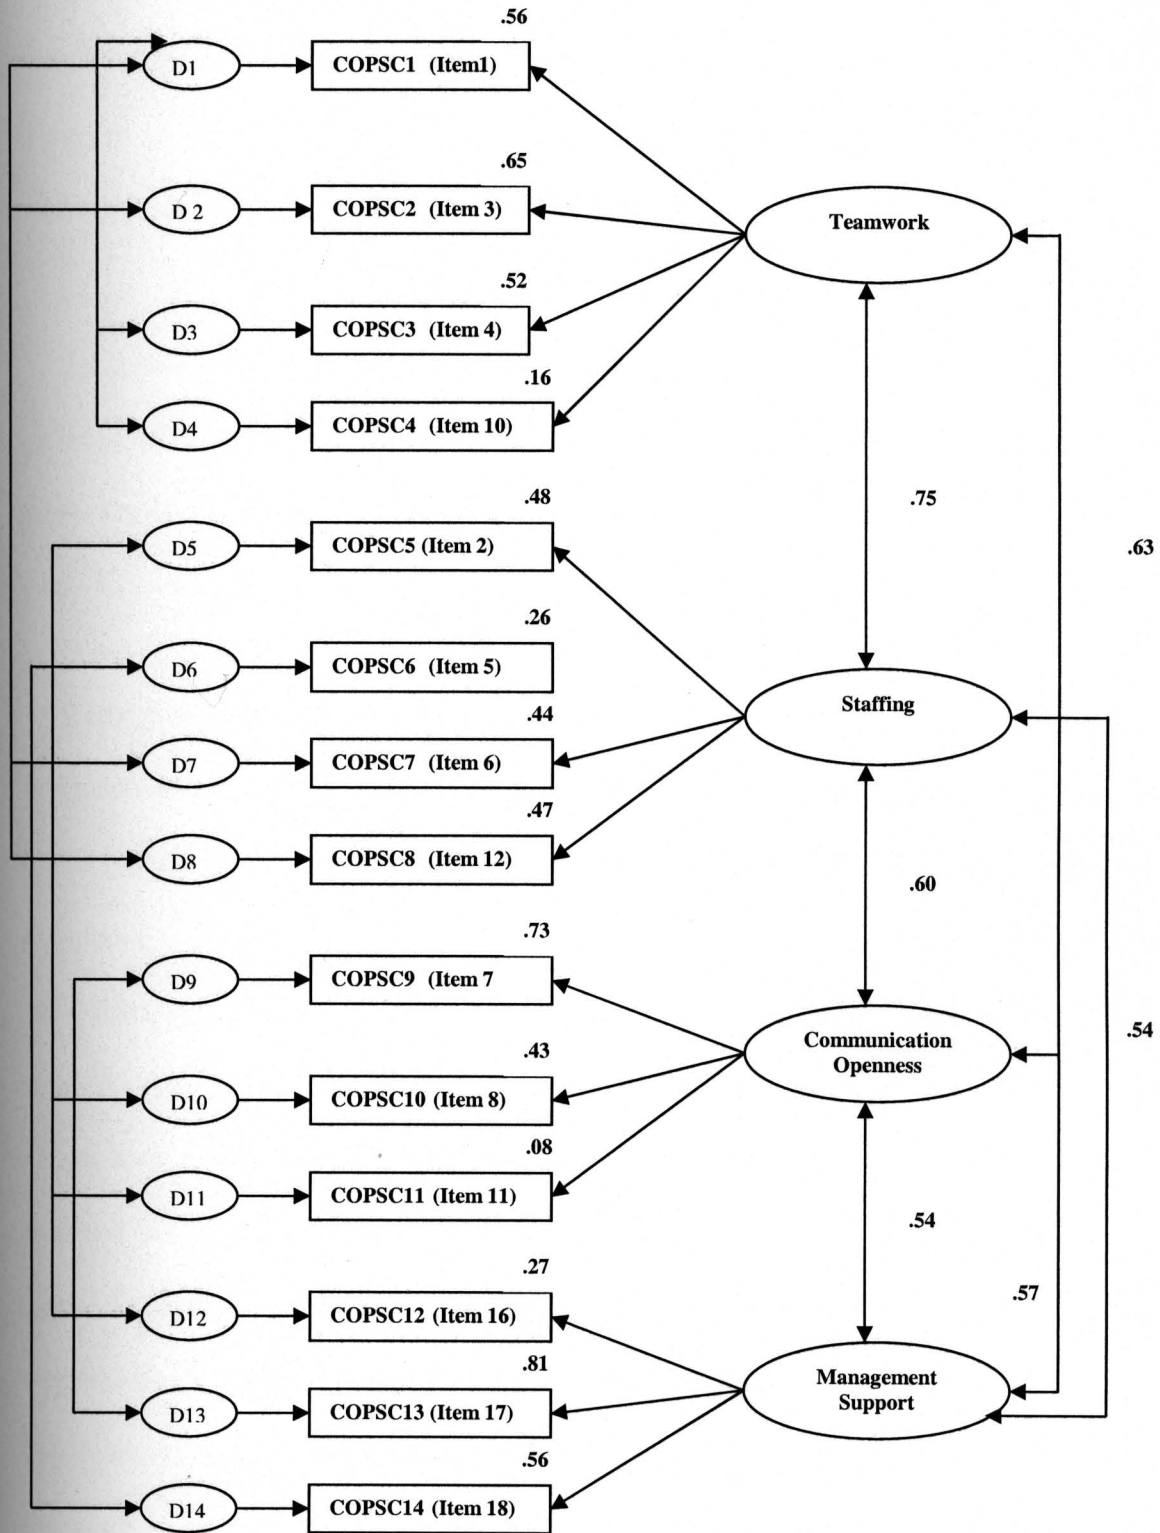 .56
D1
COPSC1 (Item1)
.65
D 2
COPSC2 (Item 3)
Teamwork
.52
D3
COPSC3 (Item 4)
.16
D4
COPSC4 (Item 10)
.48
.75
D5
COPSC5 (Item 2)
.63
.26
D6
COPSC6 (Item 5)
Staffing
.44
D7
COPSC7 (Item 6)
.47
D8
COPSC8 (Item 12)
.60
.73
D9
COPSC9 (Item 7
.54
Communication
Openness
.43
D10
COPSC10 (Item 8)
.08
D11
COPSC11 (Item 11)
.54
.27
.57
D12
COPSC12 (Item 16)
.81
Management
Support
D13
COPSC13 (Item 17)
.56
D14
COPSC14 (Item 18)